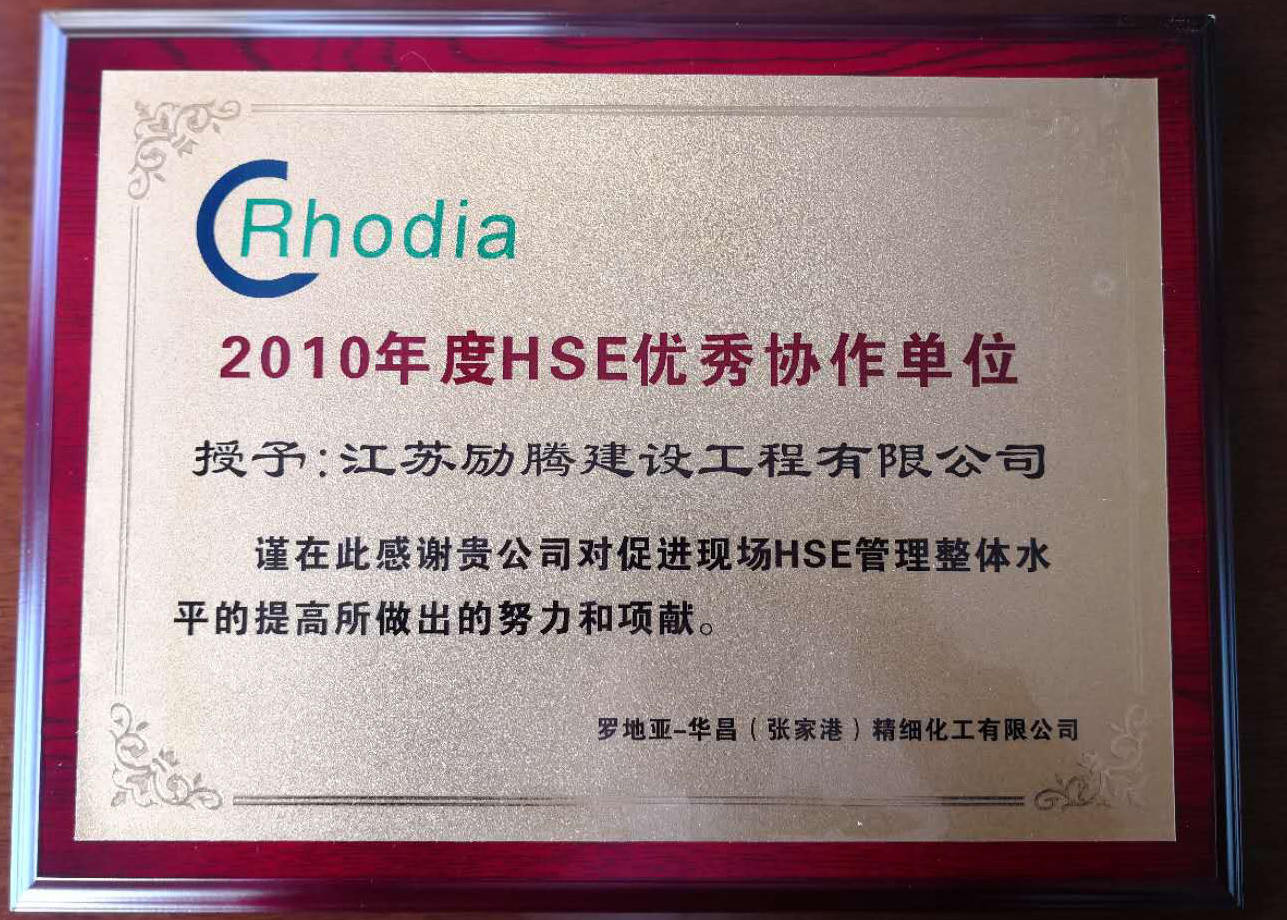 Rhodia
2010年度HSE优秀协作单位
授予:江苏励腾建设工程有限公司
谨在此感谢贵公司对促进现场HSE管理整体水
平的提高所做出的努力和项献。
罗地亚-华昌(张家港)精细化工有限公司